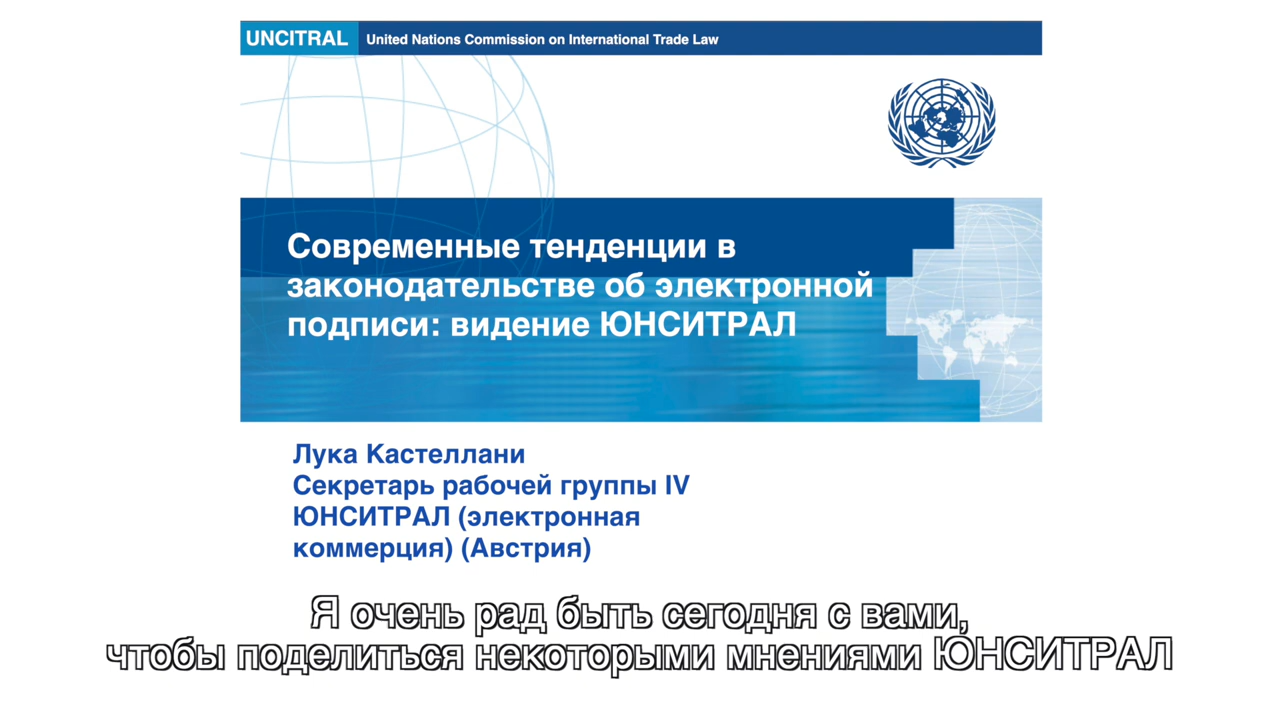 UNCITRAL United Nations Commission on International Trade Law
Современные тенденции в
законодательстве об электронной
подписи: видение ЮНСИТРАЛ
Лука Кастеллани
Секретарь рабочей группы IV
ЮНСИТРАЛ (электронная
коммерция) (Австрия)
Я очень рад быть сегодня с вами,
чтобы поделиться некоторыми мнениями ЮНСИТРАЛ